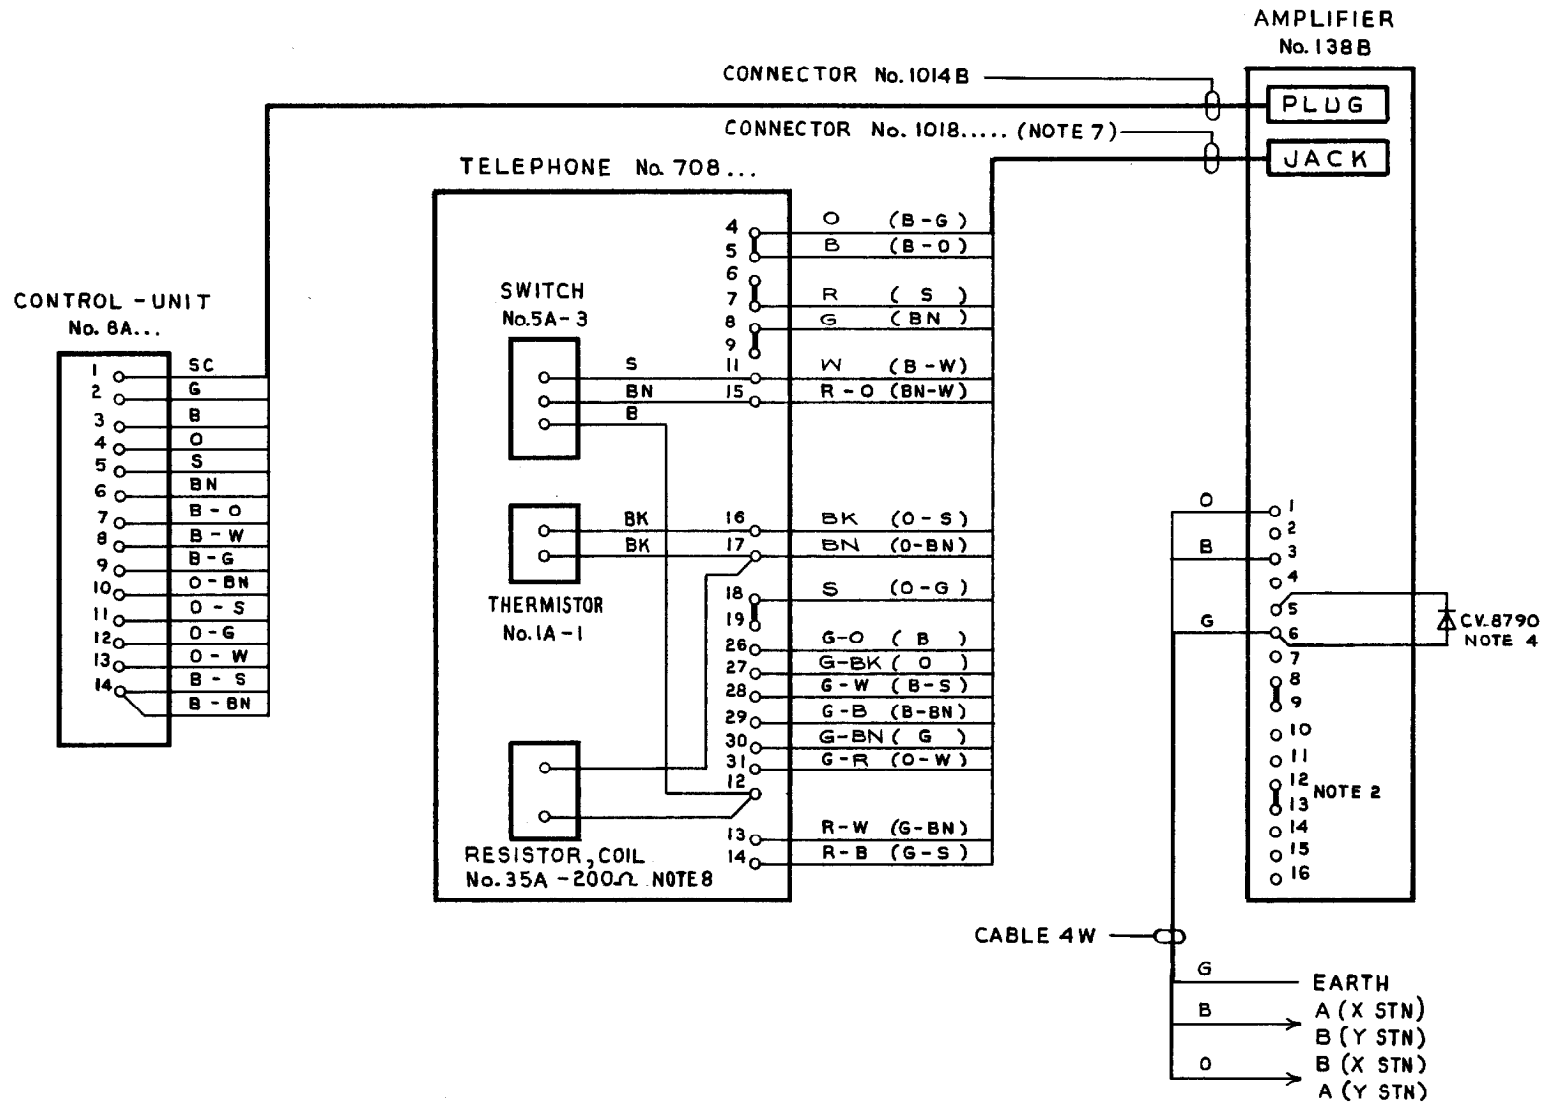 AMPLIFIER
No. 138B
CONNECTOR No. 1014B
PLUG
CONNECTOR No. 1018..... (NOTE 7)
JACK
TELEPHONE No. 708...
4 O (B-G)
5 B (B-O)
6
7 R ( S )
8 G (BN)
9
SWITCH
No. 5A-3
S 11 W (B-W)
BN 15 R-O (BN-W)
B
BK 16 BK (O-S)
BK 17 BN (O-BN)
THERMISTOR
No. 1A-1
18 S (O-G)
19
26 G-O ( B )
27 G-BK ( O )
28 G-W (B-S)
29 G-B (B-BN)
30 G-BN ( G )
31 G-R (O-W)
12
13 R-W (G-BN)
14 R-B (G-S)
RESISTOR, COIL
No. 35A-200Ω NOTE 8
CONTROL-UNIT
No. 8A...
1 SC
2 G
3 B
4 O
5 S
6 BN
7 B-O
8 B-W
9 B-G
10 O-BN
11 O-S
12 O-G
13 O-W
14 B-S
B-BN
O 1
2
B 3
4
5
G 6
CV.8790
NOTE 4
7
8
9
10
11
12
NOTE 2
13
14
15
16
CABLE 4W
G EARTH
B A (X STN)
B (Y STN)
O B (X STN)
A (Y STN)